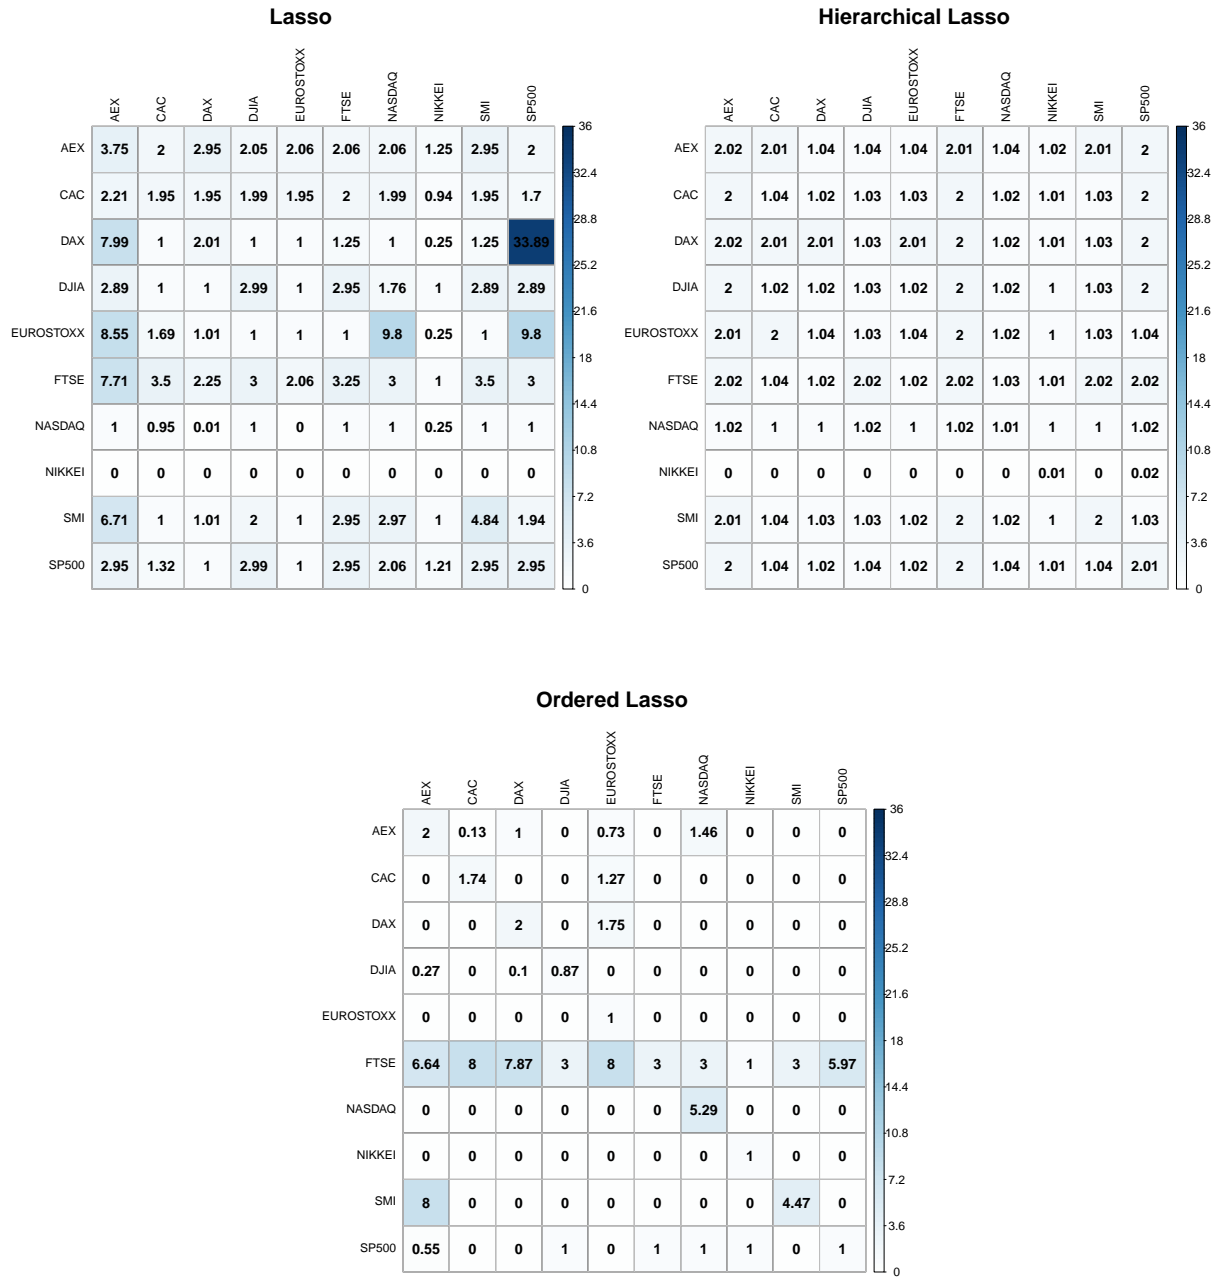 Lasso
AEX CAC DAX DJIA EUROSTOXX FTSE NASDAQ NIKKEI SMI SP500
AEX 3.75 2 2.95 2.05 2.06 2.06 2.06 1.25 2.95 2
CAC 2.21 1.95 1.95 1.99 1.95 2 1.99 0.94 1.95 1.7
DAX 7.99 1 2.01 1 1 1.25 1 0.25 1.25 33.89
DJIA 2.89 1 1 2.99 1 2.95 1.76 1 2.89 2.89
EUROSTOXX 8.55 1.69 1.01 1 1 1 9.8 0.25 1 9.8
FTSE 7.71 3.5 2.25 3 2.06 3.25 3 1 3.5 3
NASDAQ 1 0.95 0.01 1 0 1 1 0.25 1 1
NIKKEI 0 0 0 0 0 0 0 0 0 0
SMI 6.71 1 1.01 2 1 2.95 2.97 1 4.84 1.94
SP500 2.95 1.32 1 2.99 1 2.95 2.06 1.21 2.95 2.95
36
32.4
28.8
25.2
21.6
18
14.4
10.8
7.2
3.6
0
Hierarchical Lasso
AEX CAC DAX DJIA EUROSTOXX FTSE NASDAQ NIKKEI SMI SP500
AEX 2.02 2.01 1.04 1.04 1.04 2.01 1.04 1.02 2.01 2
CAC 2 1.04 1.02 1.03 1.03 2 1.02 1.01 1.03 2
DAX 2.02 2.01 2.01 1.03 2.01 2 1.02 1.01 1.03 2
DJIA 2 1.02 1.02 1.03 1.02 2 1.02 1 1.03 2
EUROSTOXX 2.01 2 1.04 1.03 1.04 2 1.02 1 1.03 1.04
FTSE 2.02 1.04 1.02 2.02 1.02 2.02 1.03 1.01 2.02 2.02
NASDAQ 1.02 1 1 1.02 1 1.02 1.01 1 1 1.02
NIKKEI 0 0 0 0 0 0 0 0.01 0 0.02
SMI 2.01 1.04 1.03 1.03 1.02 2 1.02 1 2 1.03
SP500 2 1.04 1.02 1.04 1.02 2 1.04 1.01 1.04 2.01
36
32.4
28.8
25.2
21.6
18
14.4
10.8
7.2
3.6
0
Ordered Lasso
AEX CAC DAX DJIA EUROSTOXX FTSE NASDAQ NIKKEI SMI SP500
AEX 2 0.13 1 0 0.73 0 1.46 0 0 0
CAC 0 1.74 0 0 1.27 0 0 0 0 0
DAX 0 0 2 0 1.75 0 0 0 0 0
DJIA 0.27 0 0.1 0.87 0 0 0 0 0 0
EUROSTOXX 0 0 0 0 1 0 0 0 0 0
FTSE 6.64 8 7.87 3 8 3 3 1 3 5.97
NASDAQ 0 0 0 0 0 0 5.29 0 0 0
NIKKEI 0 0 0 0 0 0 0 1 0 0
SMI 8 0 0 0 0 0 0 0 4.47 0
SP500 0.55 0 0 1 0 1 1 1 0 1
36
32.4
28.8
25.2
21.6
18
14.4
10.8
7.2
3.6
0